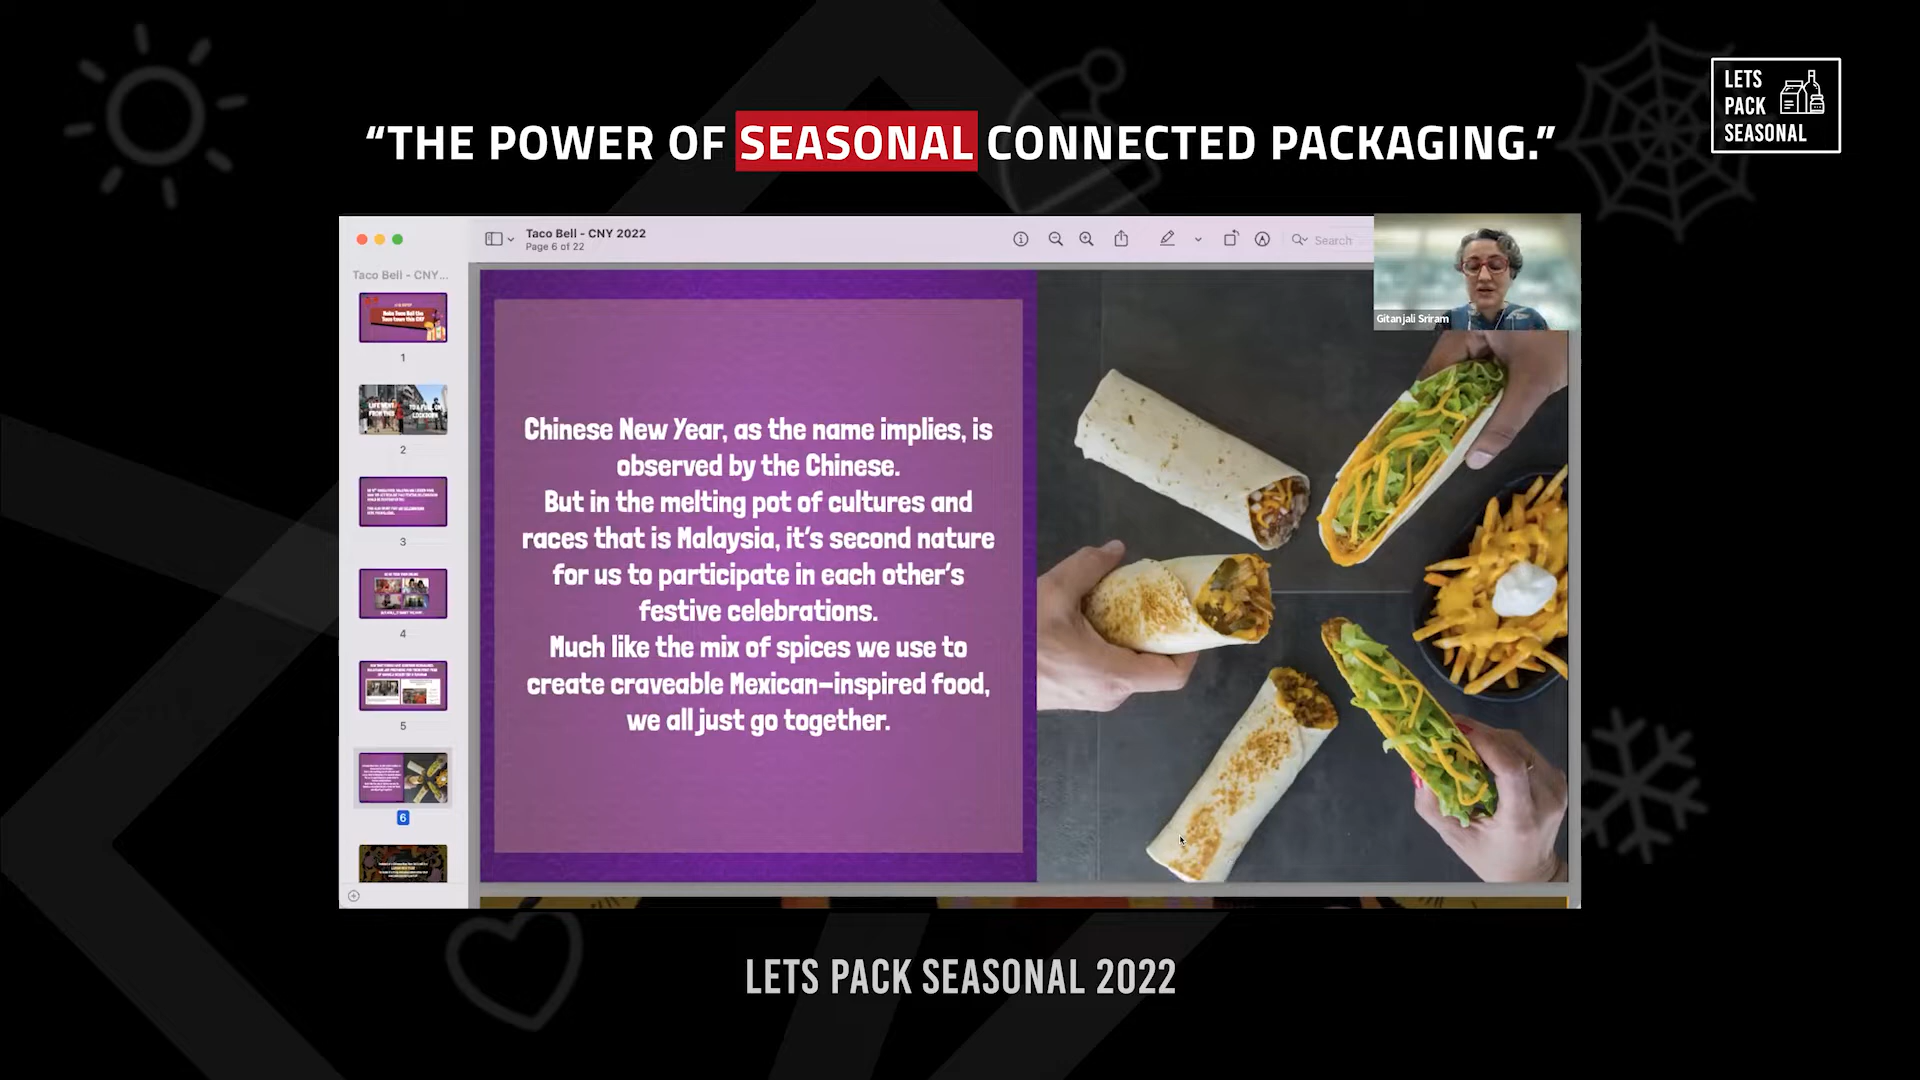 “THE POWER OF SEASONAL CONNECTED PACKAGING.”
LETS
PACK
SEASONAL
Taco Bell - CNY 2022
Page 6 of 22
Search
Gitanjali Sriram
Taco Bell - CNY...
1
2
3
4
5
6
Chinese New Year, as the name implies, is
observed by the Chinese.
But in the melting pot of cultures and
races that is Malaysia, it’s second nature
for us to participate in each other’s
festive celebrations.
Much like the mix of spices we use to
create craveable Mexican-inspired food,
we all just go together.
LETS PACK SEASONAL 2022